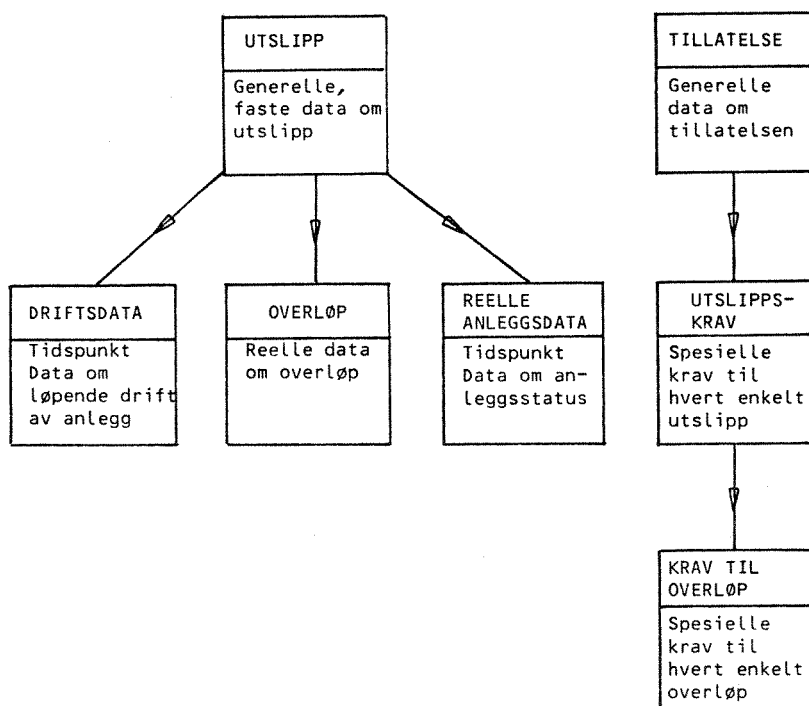 UTSLIPP
Generelle,
faste data om
utslipp
TILLATELSE
Generelle
data om
tillatelsen
DRIFTSDATA
Tidspunkt
Data om
løpende drift
av anlegg
OVERLØP
Reelle data
om overløp
REELLE
ANLEGGSDATA
Tidspunkt
Data om an-
leggsstatus
UTSLIPPS-
KRAV
Spesielle
krav til
hvert enkelt
utslipp
KRAV TIL
OVERLØP
Spesielle
krav til
hvert enkelt
overløp